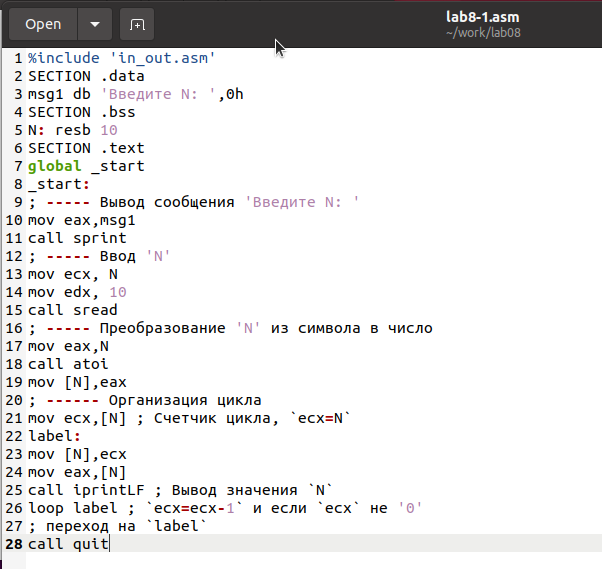 Open
lab8-1.asm
~/work/lab08
1 %include 'in_out.asm'
2 SECTION .data
3 msg1 db 'Введите N: ',0h
4 SECTION .bss
5 N: resb 10
6 SECTION .text
7 global _start
8 _start:
9 ; ----- Вывод сообщения 'Введите N: '
10 mov eax,msg1
11 call sprint
12 ; ----- Ввод 'N'
13 mov ecx, N
14 mov edx, 10
15 call sread
16 ; ----- Преобразование 'N' из символа в число
17 mov eax,N
18 call atoi
19 mov [N],eax
20 ; ------ Организация цикла
21 mov ecx,[N] ; Счетчик цикла, `ecx=N`
22 label:
23 mov [N],ecx
24 mov eax,[N]
25 call iprintLF ; Вывод значения `N`
26 loop label ; `ecx=ecx-1` и если `ecx` не '0'
27 ; переход на `label`
28 call quit